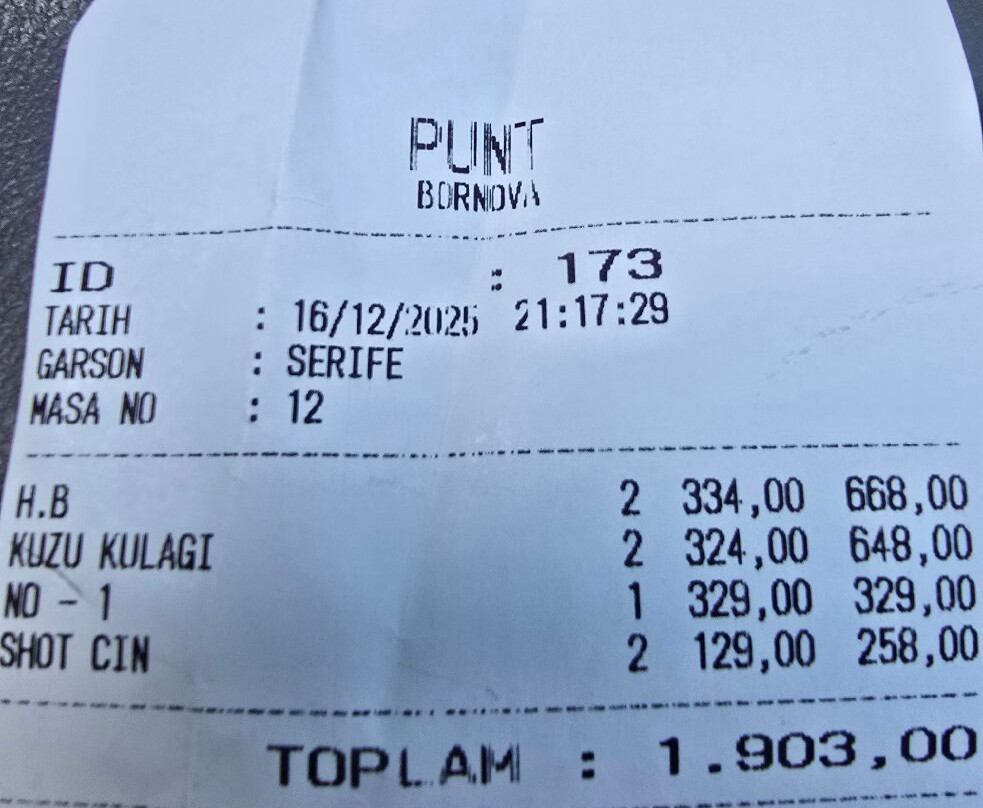 PUNT
BORNOVA
ID : 173
TARIH : 16/12/2025 21:17:29
GARSON : SERIFE
MASA NO : 12
H.B 2 334,00 668,00
KUZU KULAGI 2 324,00 648,00
NO - 1 1 329,00 329,00
SHOT CIN 2 129,00 258,00
TOPLAM : 1.903,00